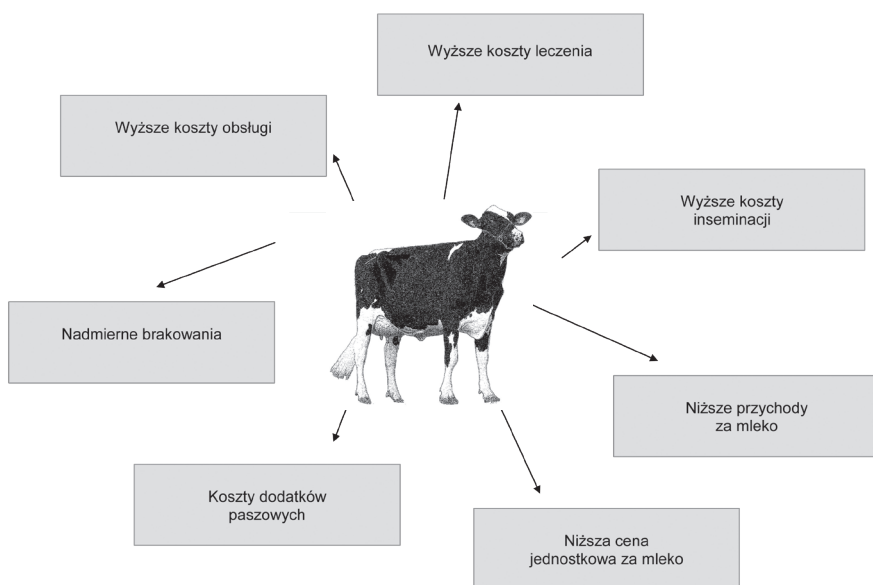 Wyższe koszty leczenia
Wyższe koszty obsługi
Wyższe koszty
inseminacji
Nadmierne brakowania
Niższe przychody
za mleko
Koszty dodatków
paszowych
Niższa cena
jednostkowa za mleko